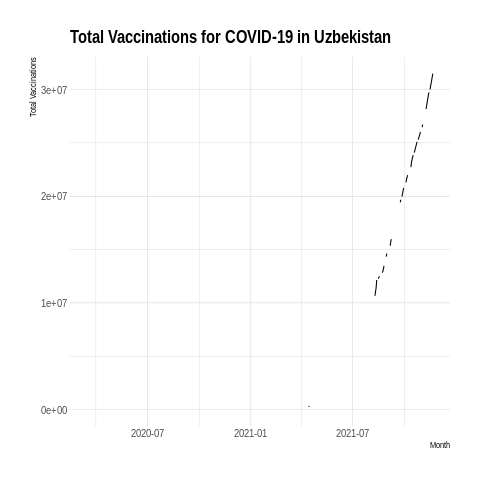 Total Vaccinations for COVID-19 in Uzbekistan
Total Vaccinations
3e+07
2e+07
1e+07
0e+00
2020-07
2021-01
2021-07
Month